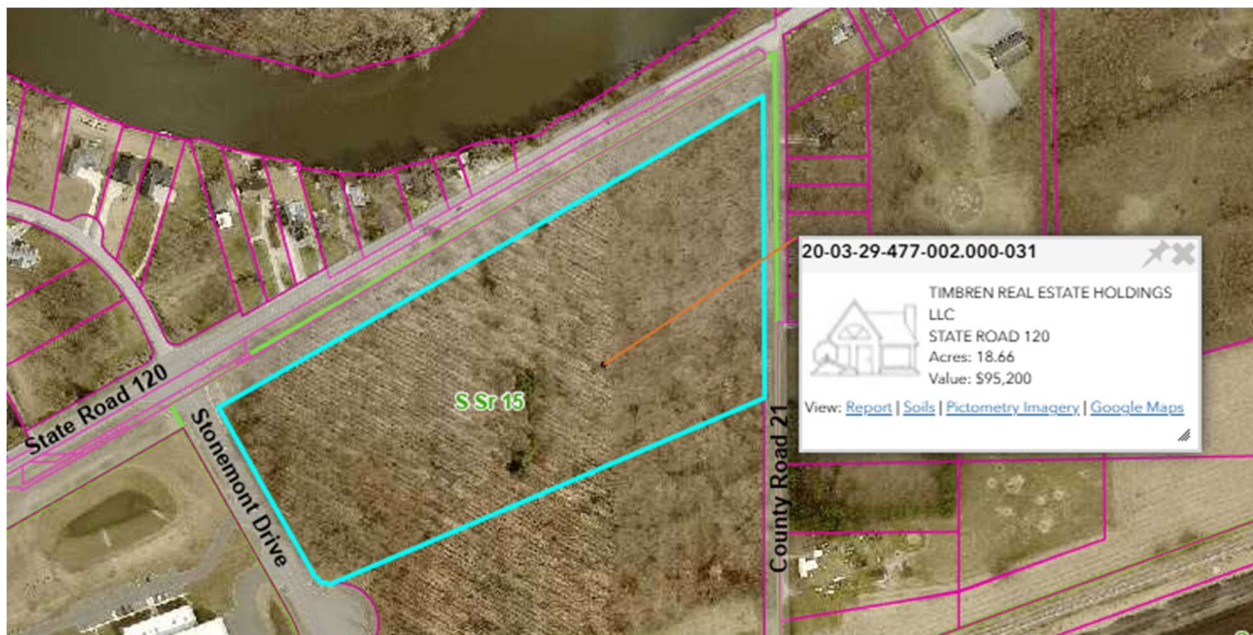 20-03-29-477-002.000-031
TIMBREN REAL ESTATE HOLDINGS
LLC
STATE ROAD 120
Acres: 18.66
Value: $95,200
View: Report | Soils | Pictometry Imagery | Google Maps
State Road 120
S Sr 15
Stonemont Drive
County Road 21